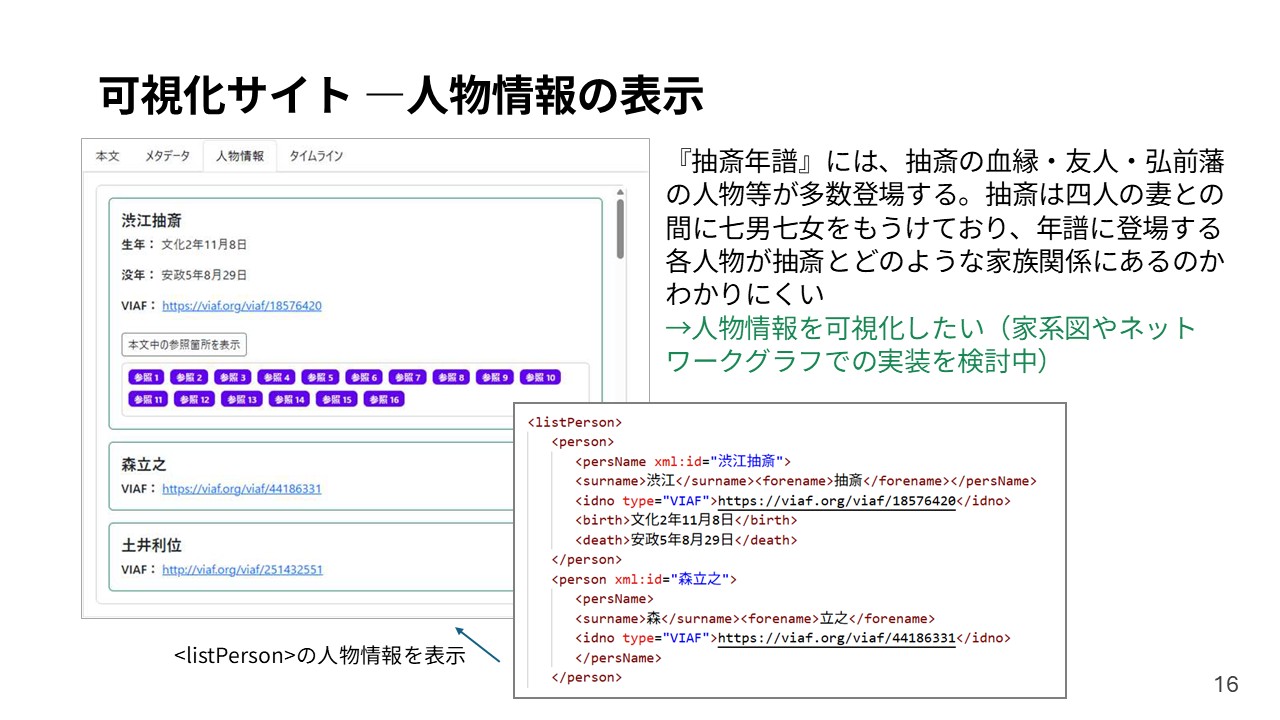 可視化サイト ―人物情報の表示
本文 メタデータ 人物情報 タイムライン
渋江抽斎
生年： 文化2年11月8日
没年： 安政5年8月29日
VIAF： https://viaf.org/viaf/18576420
本文中の参照箇所を表示
参照 1 参照 2 参照 3 参照 4 参照 5 参照 6 参照 7 参照 8 参照 9 参照 10
参照 11 参照 12 参照 13 参照 14 参照 15 参照 16
森立之
VIAF： https://viaf.org/viaf/44186331
土井利位
VIAF： http://viaf.org/viaf/251432551
『抽斎年譜』には、抽斎の血縁・友人・弘前藩
の人物等が多数登場する。抽斎は四人の妻との
間に七男七女をもうけており、年譜に登場する
各人物が抽斎とどのような家族関係にあるのか
わかりにくい
→人物情報を可視化したい（家系図やネット
ワークグラフでの実装を検討中）
<listPerson>
<person>
<persName xml:id="渋江抽斎">
<surname>渋江</surname><forename>抽斎</forename></persName>
<idno type="VIAF">https://viaf.org/viaf/18576420</idno>
<birth>文化2年11月8日</birth>
<death>安政5年8月29日</death>
</person>
<person xml:id="森立之">
<persName>
<surname>森</surname><forename>立之</forename>
<idno type="VIAF">https://viaf.org/viaf/44186331</idno>
</persName>
</person>
<listPerson>の人物情報を表示
16